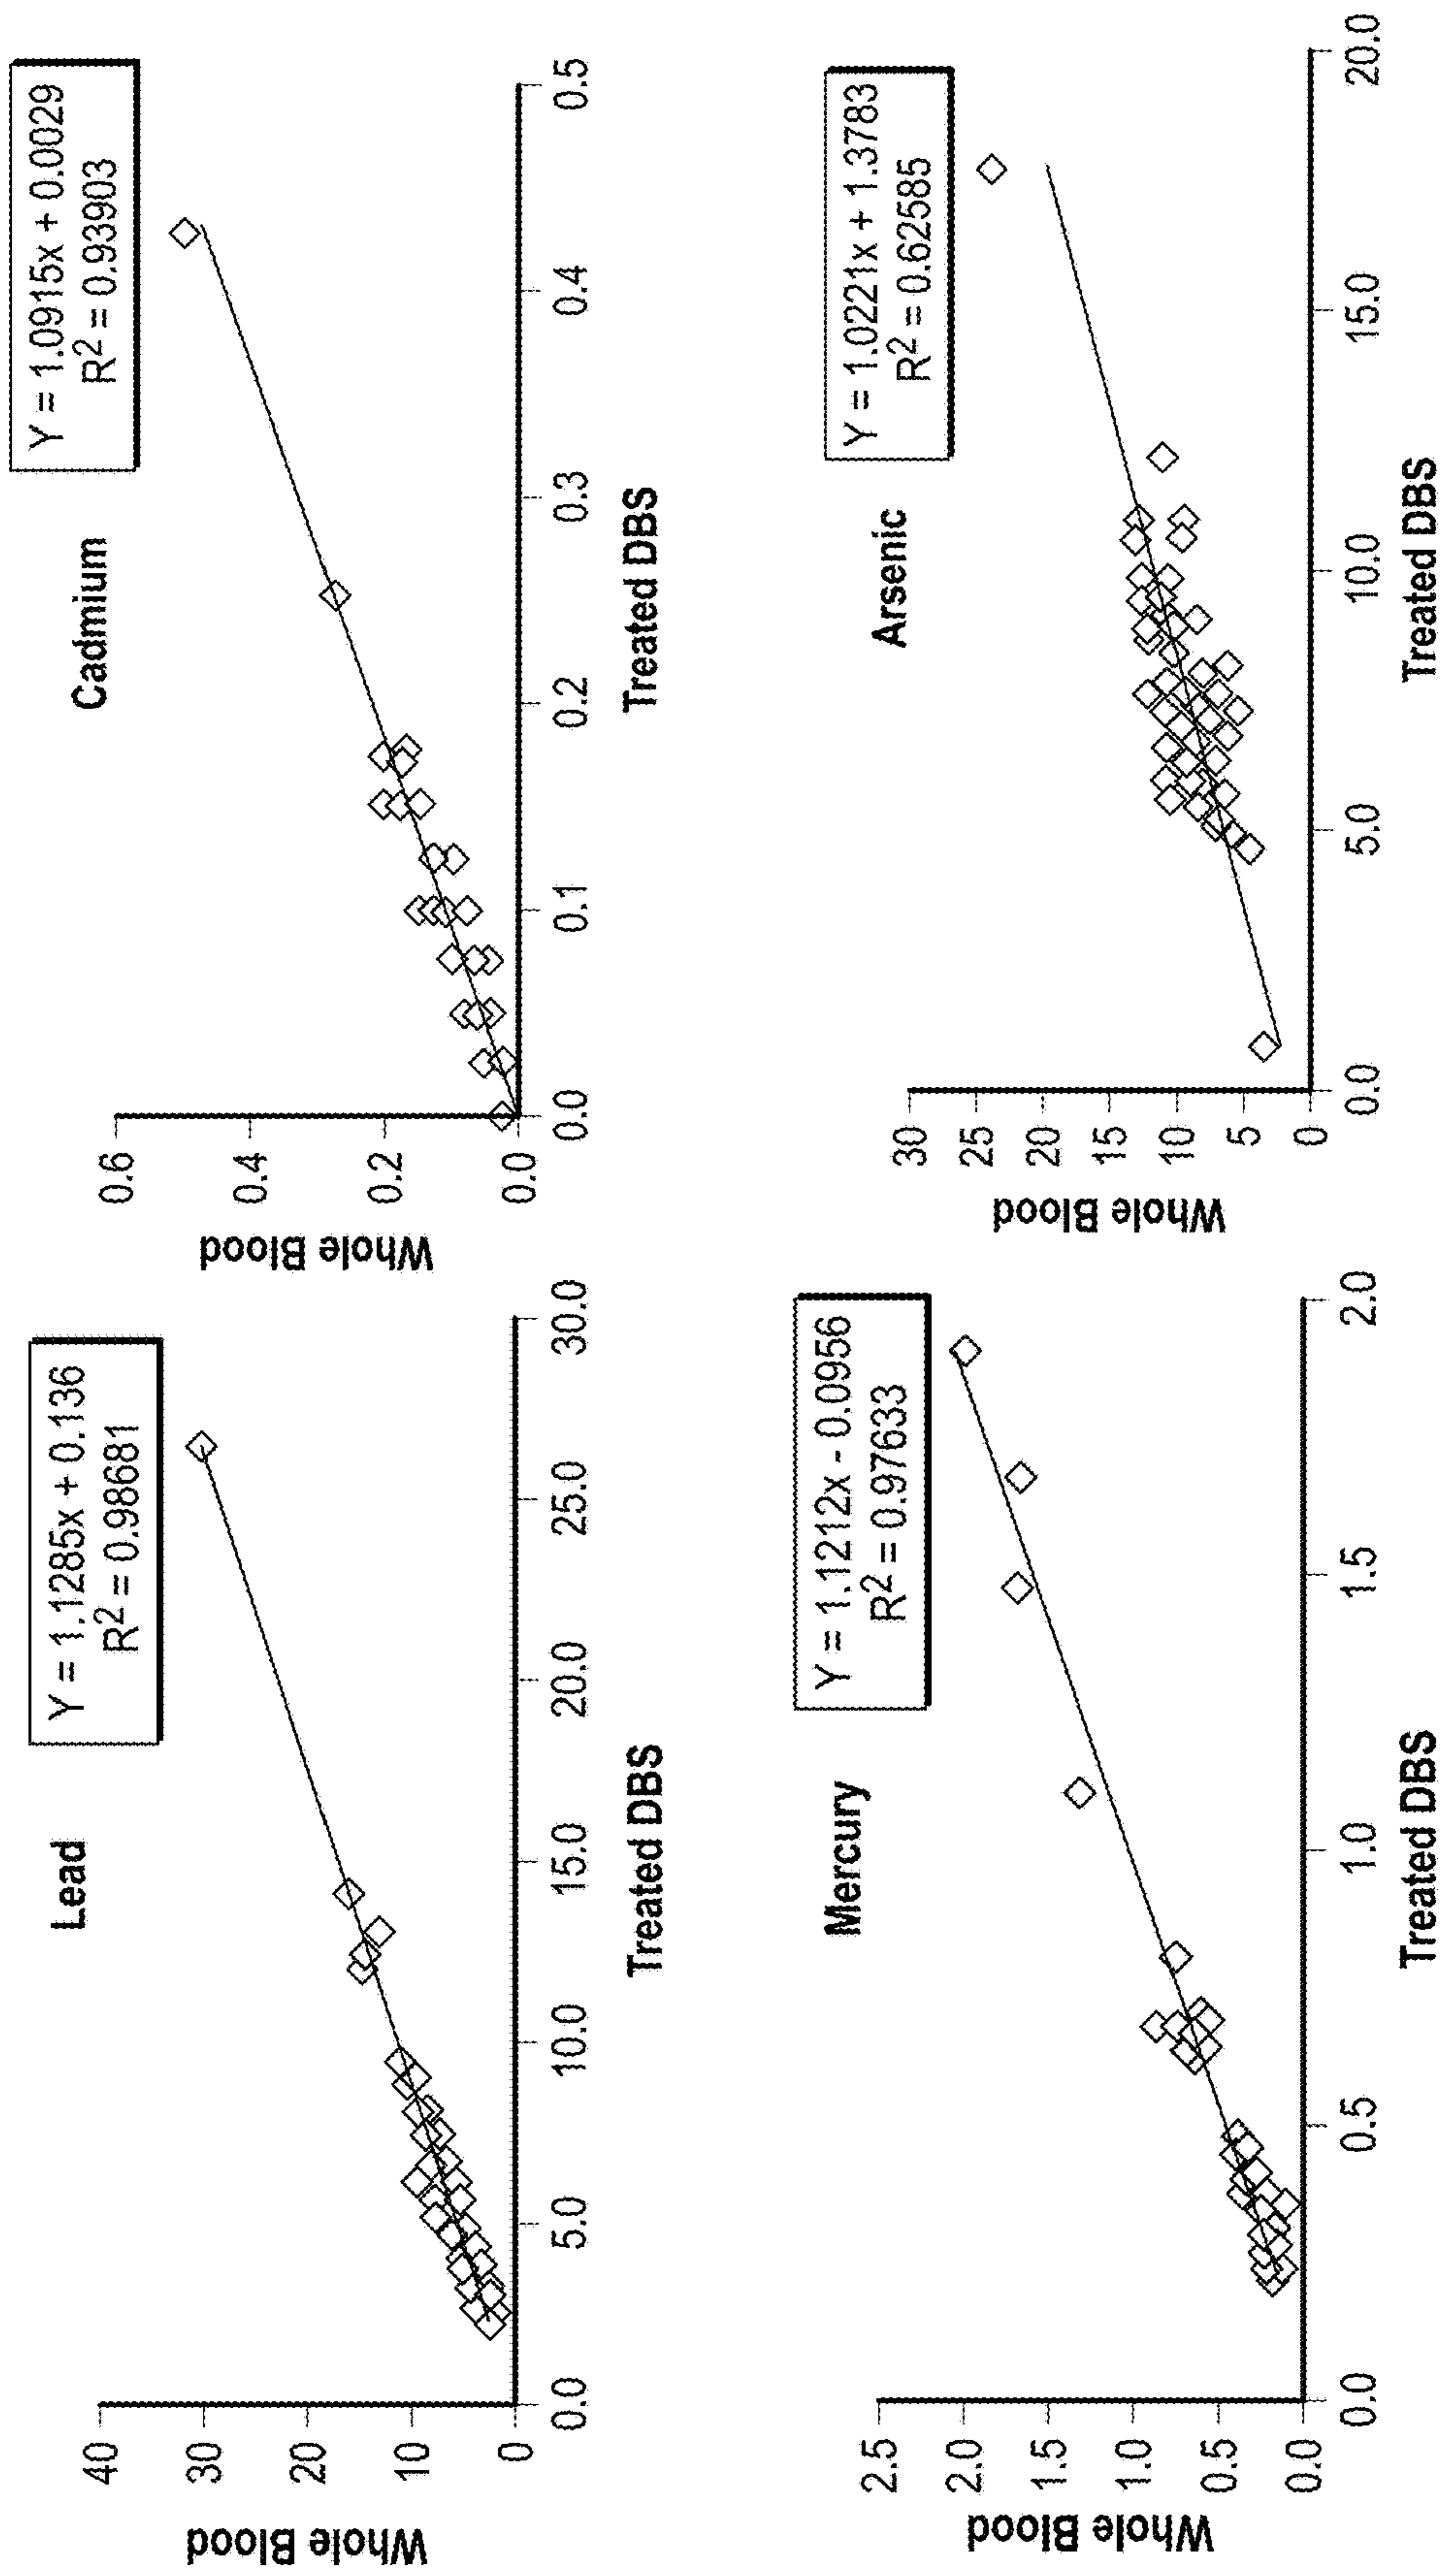 Lead
Y = 1.1285x + 0.136
R2 = 0.98681
Whole Blood
40
30
20
10
0
0.0 5.0 10.0 15.0 20.0 25.0 30.0
Treated DBS
Cadmium
Y = 1.0915x + 0.0029
R2 = 0.93903
Whole Blood
0.6
0.4
0.2
0.0
0.0 0.1 0.2 0.3 0.4 0.5
Treated DBS
Mercury
Y = 1.1212x - 0.0956
R2 = 0.97633
Whole Blood
2.5
2.0
1.5
1.0
0.5
0.0
0.0 0.5 1.0 1.5 2.0
Treated DBS
Arsenic
Y = 1.0221x + 1.3783
R2 = 0.62585
Whole Blood
30
25
20
15
10
5
0
0.0 5.0 10.0 15.0 20.0
Treated DBS